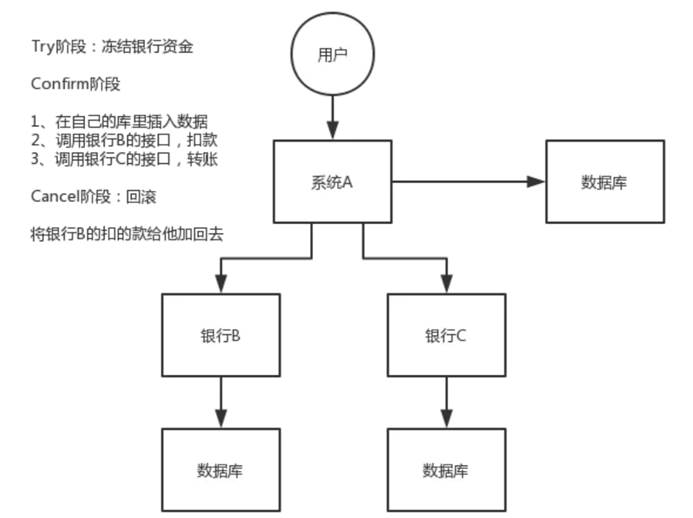 Try阶段：冻结银行资金
Confirm阶段
1、在自己的库里插入数据
2、调用银行B的接口，扣款
3、调用银行C的接口，转账
Cancel阶段：回滚
将银行B的扣的款给他加回去
用户
系统A
数据库
银行B
银行C
数据库
数据库